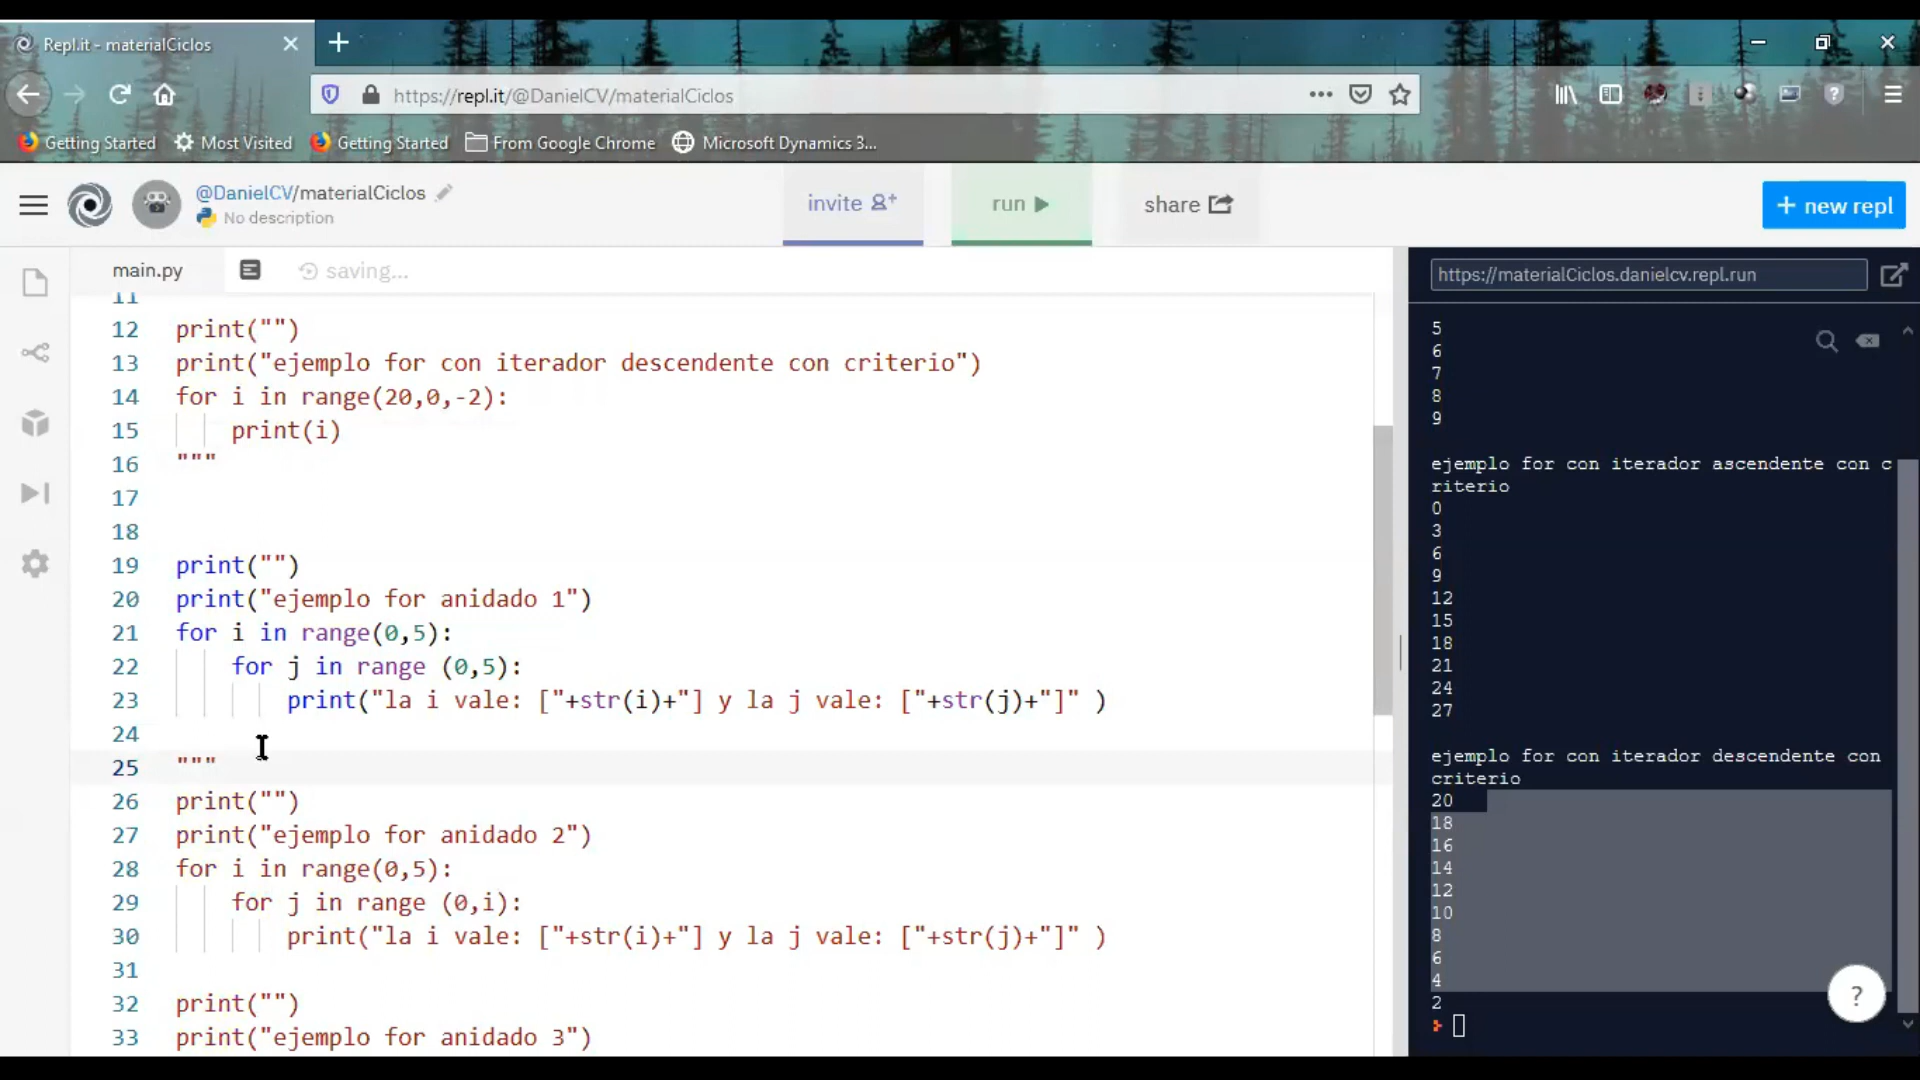 Repl.it - materialCiclos
https://repl.it/@DanielCV/materialCiclos
Getting Started
Most Visited
Getting Started
From Google Chrome
Microsoft Dynamics 3...
@DanielCV/materialCiclos
No description
invite
run
share
+ new repl
main.py
saving...
https://materialCiclos.danielcv.repl.run
11
12 print("")
13 print("ejemplo for con iterador descendente con criterio")
14 for i in range(20,0,-2):
15 print(i)
16 """
17
18
19 print("")
20 print("ejemplo for anidado 1")
21 for i in range(0,5):
22 for j in range (0,5):
23 print("la i vale: ["+str(i)+"] y la j vale: ["+str(j)+"]" )
24
25 """
26 print("")
27 print("ejemplo for anidado 2")
28 for i in range(0,5):
29 for j in range (0,i):
30 print("la i vale: ["+str(i)+"] y la j vale: ["+str(j)+"]" )
31
32 print("")
33 print("ejemplo for anidado 3")
5
6
7
8
9
ejemplo for con iterador ascendente con c
riterio
0
3
6
9
12
15
18
21
24
27
ejemplo for con iterador descendente con
criterio
20
18
16
14
12
10
8
6
4
2
?